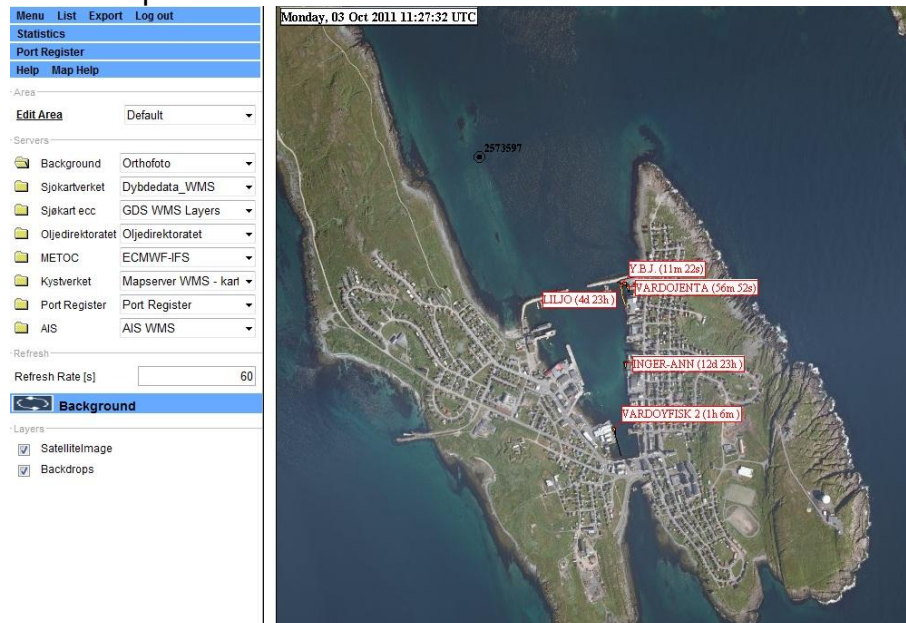 Menu List Export Log out
Statistics
Port Register
Help Map Help
Area
Edit Area Default
Servers
Background Orthofoto
Sjokartverket Dybdedata_WMS
Sjøkart ecc GDS WMS Layers
Oljedirektoratet Oljedirektoratet
METOC ECMWF-IFS
Kystverket Mapserver WMS - kart
Port Register Port Register
AIS AIS WMS
Refresh
Refresh Rate [s] 60
Background
Layers
SatelliteImage
Backdrops
Monday, 03 Oct 2011 11:27:32 UTC
2573597
Y.B.J. (11m 22s)
VARDOJENTA (56m 52s)
LILJO (4d 23h )
INGER-ANN (12d 23h )
VARDOYFISK 2 (1h 6m )